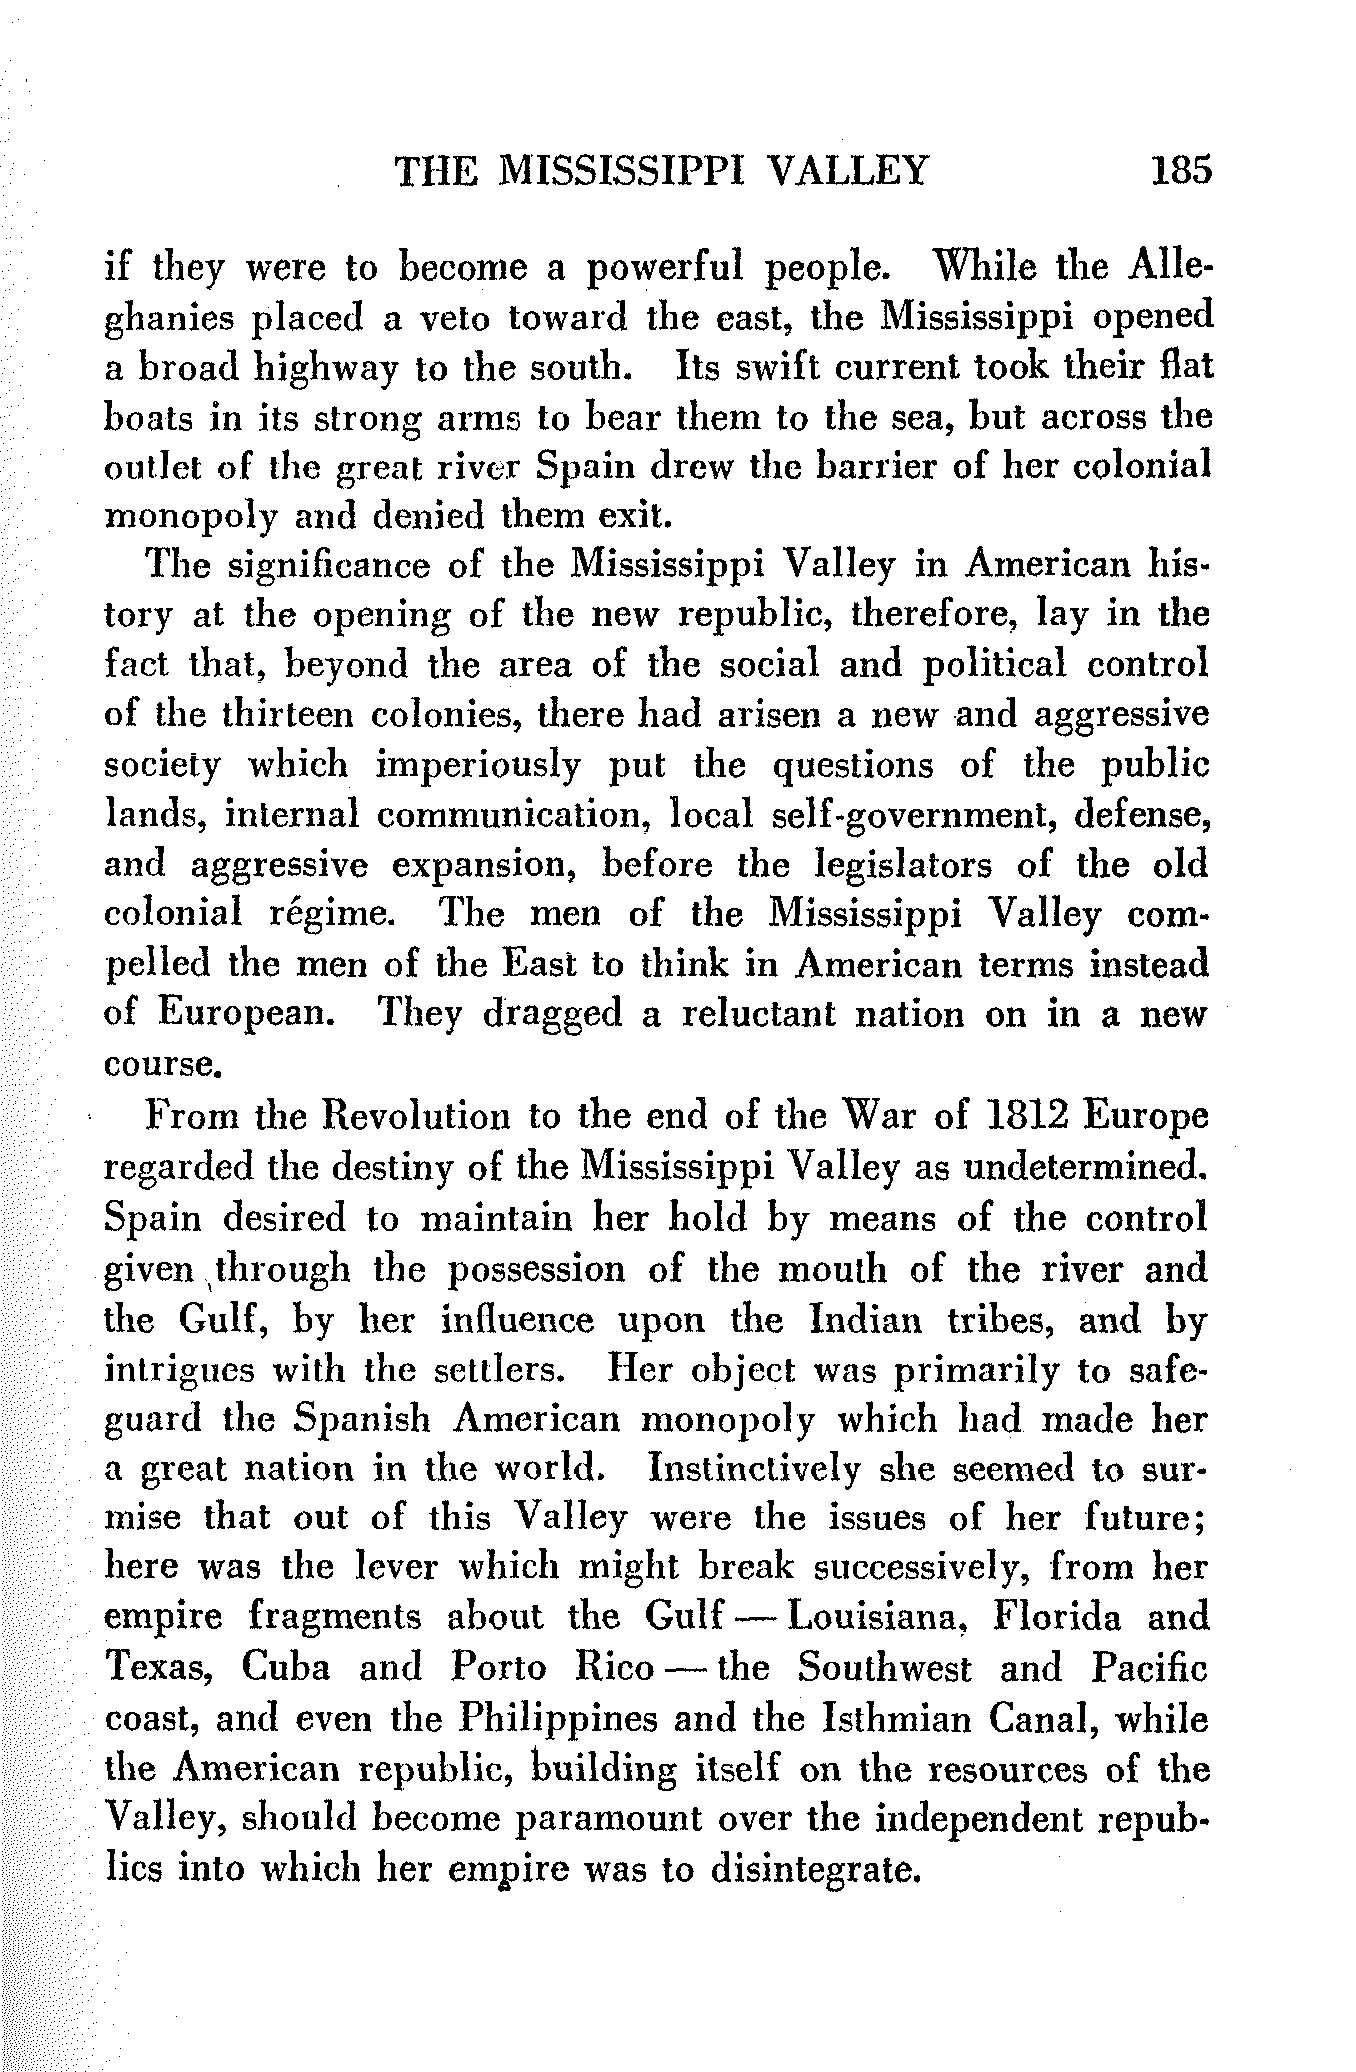 THE MISSISSIPPI VALLEY 185
if they were to become a powerful people. While the Alle-
ghanies placed a veto toward the east, the Mississippi opened
a broad highway to the south. Its swift current took their flat
boats in its strong arms to bear them to the sea, but across the
outlet of the great river Spain drew the barrier of her colonial
monopoly and denied them exit.
The significance of the Mississippi Valley in American his-
tory at the opening of the new republic, therefore, lay in the
fact that, beyond the area of the social and political control
of the thirteen colonies, there had arisen a new and aggressive
society which imperiously put the questions of the public
lands, internal communication, local self-government, defense,
and aggressive expansion, before the legislators of the old
colonial régime. The men of the Mississippi Valley com-
pelled the men of the East to think in American terms instead
of European. They dragged a reluctant nation on in a new
course.
From the Revolution to the end of the War of 1812 Europe
regarded the destiny of the Mississippi Valley as undetermined.
Spain desired to maintain her hold by means of the control
given through the possession of the mouth of the river and
the Gulf, by her influence upon the Indian tribes, and by
intrigues with the settlers. Her object was primarily to safe-
guard the Spanish American monopoly which had made her
a great nation in the world. Instinctively she seemed to sur-
mise that out of this Valley were the issues of her future;
here was the lever which might break successively, from her
empire fragments about the Gulf — Louisiana, Florida and
Texas, Cuba and Porto Rico — the Southwest and Pacific
coast, and even the Philippines and the Isthmian Canal, while
the American republic, building itself on the resources of the
Valley, should become paramount over the independent repub-
lics into which her empire was to disintegrate.